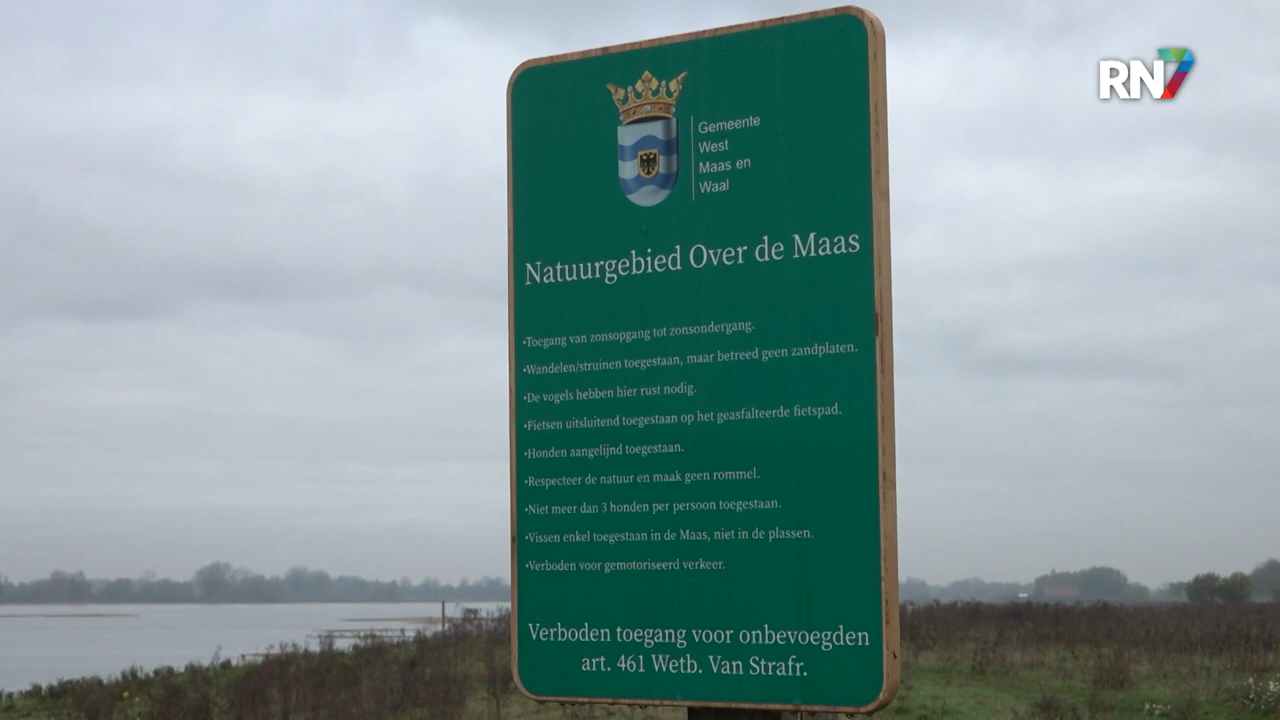 RN7
Gemeente
West
Maas en
Waal
Natuurgebied Over de Maas
•Toegang van zonsopgang tot zonsondergang.
•Wandelen/struinen toegestaan, maar betreed geen zandplaten.
•De vogels hebben hier rust nodig.
•Fietsen uitsluitend toegestaan op het geasfalteerde fietspad.
•Honden aangelijnd toegestaan.
•Respecteer de natuur en maak geen rommel.
•Niet meer dan 3 honden per persoon toegestaan.
•Vissen enkel toegestaan in de Maas, niet in de plassen.
•Verboden voor gemotoriseerd verkeer.
Verboden toegang voor onbevoegden
art. 461 Wetb. Van Strafr.